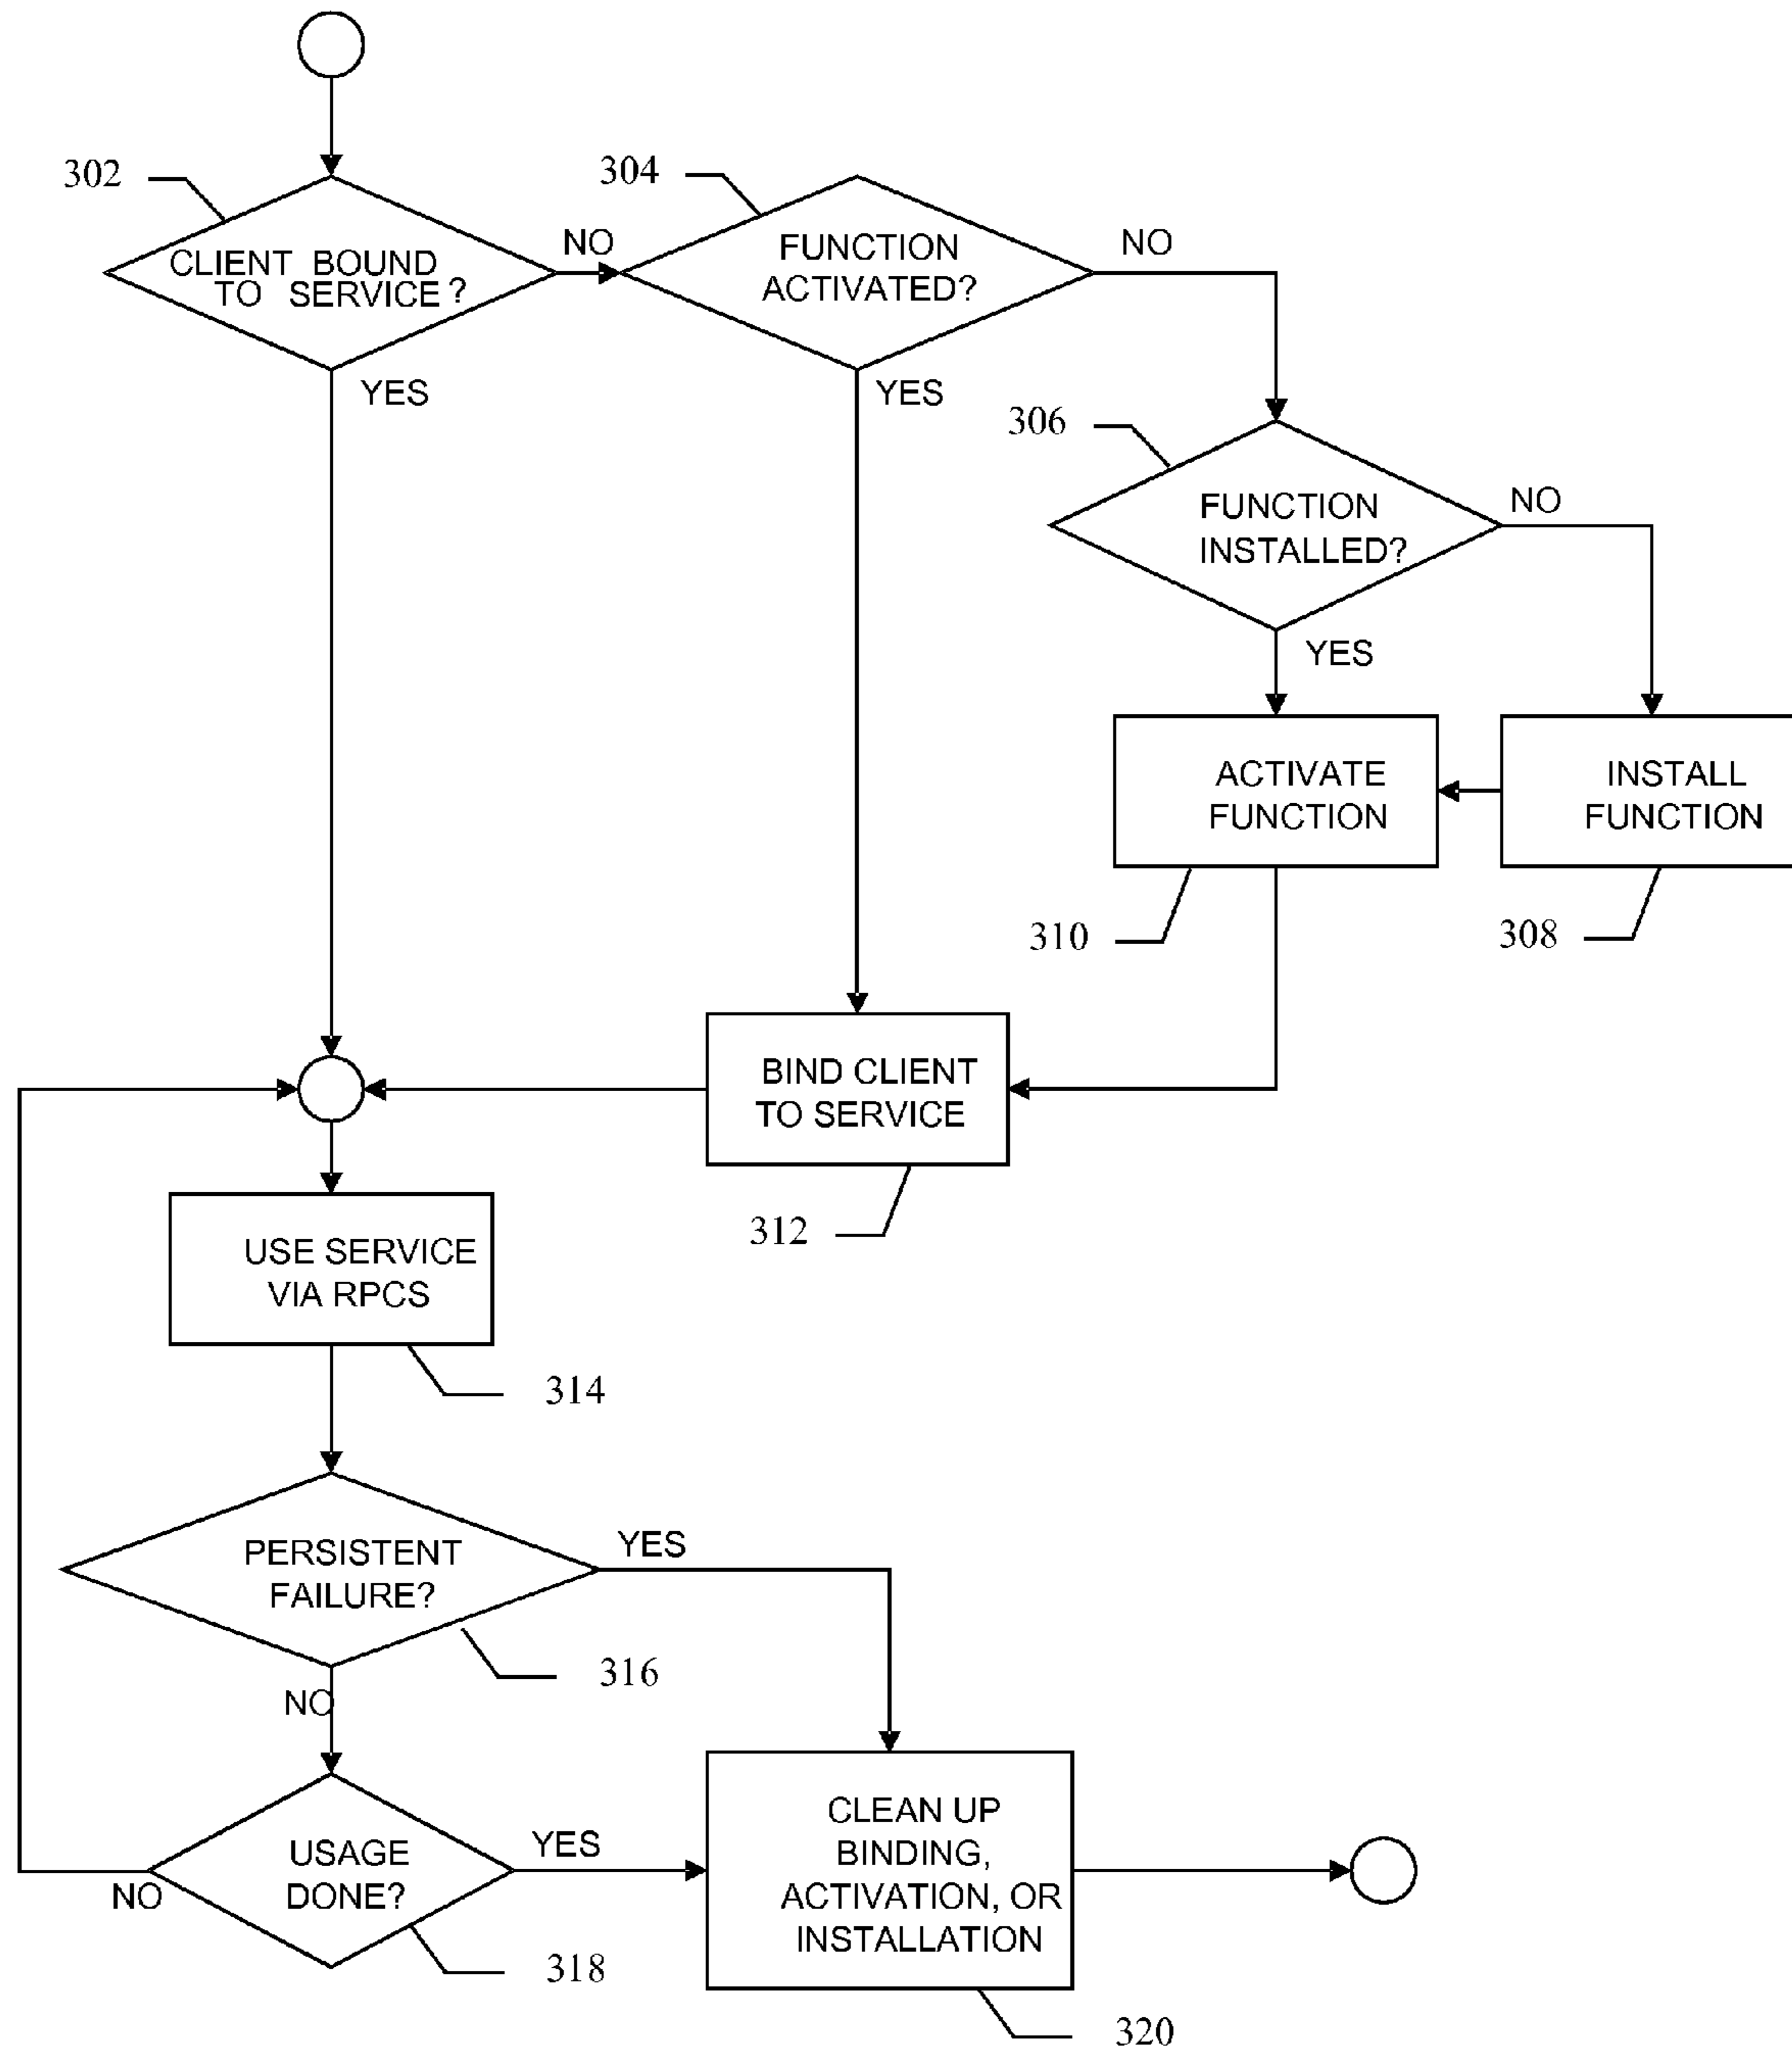 302
CLIENT BOUND
TO SERVICE?
NO
YES
304
FUNCTION
ACTIVATED?
NO
YES
306
FUNCTION
INSTALLED?
NO
YES
ACTIVATE
FUNCTION
310
INSTALL
FUNCTION
308
BIND CLIENT
TO SERVICE
312
USE SERVICE
VIA RPCS
314
PERSISTENT
FAILURE?
YES
316
NO
USAGE
DONE?
YES
NO
318
CLEAN UP
BINDING,
ACTIVATION, OR
INSTALLATION
320